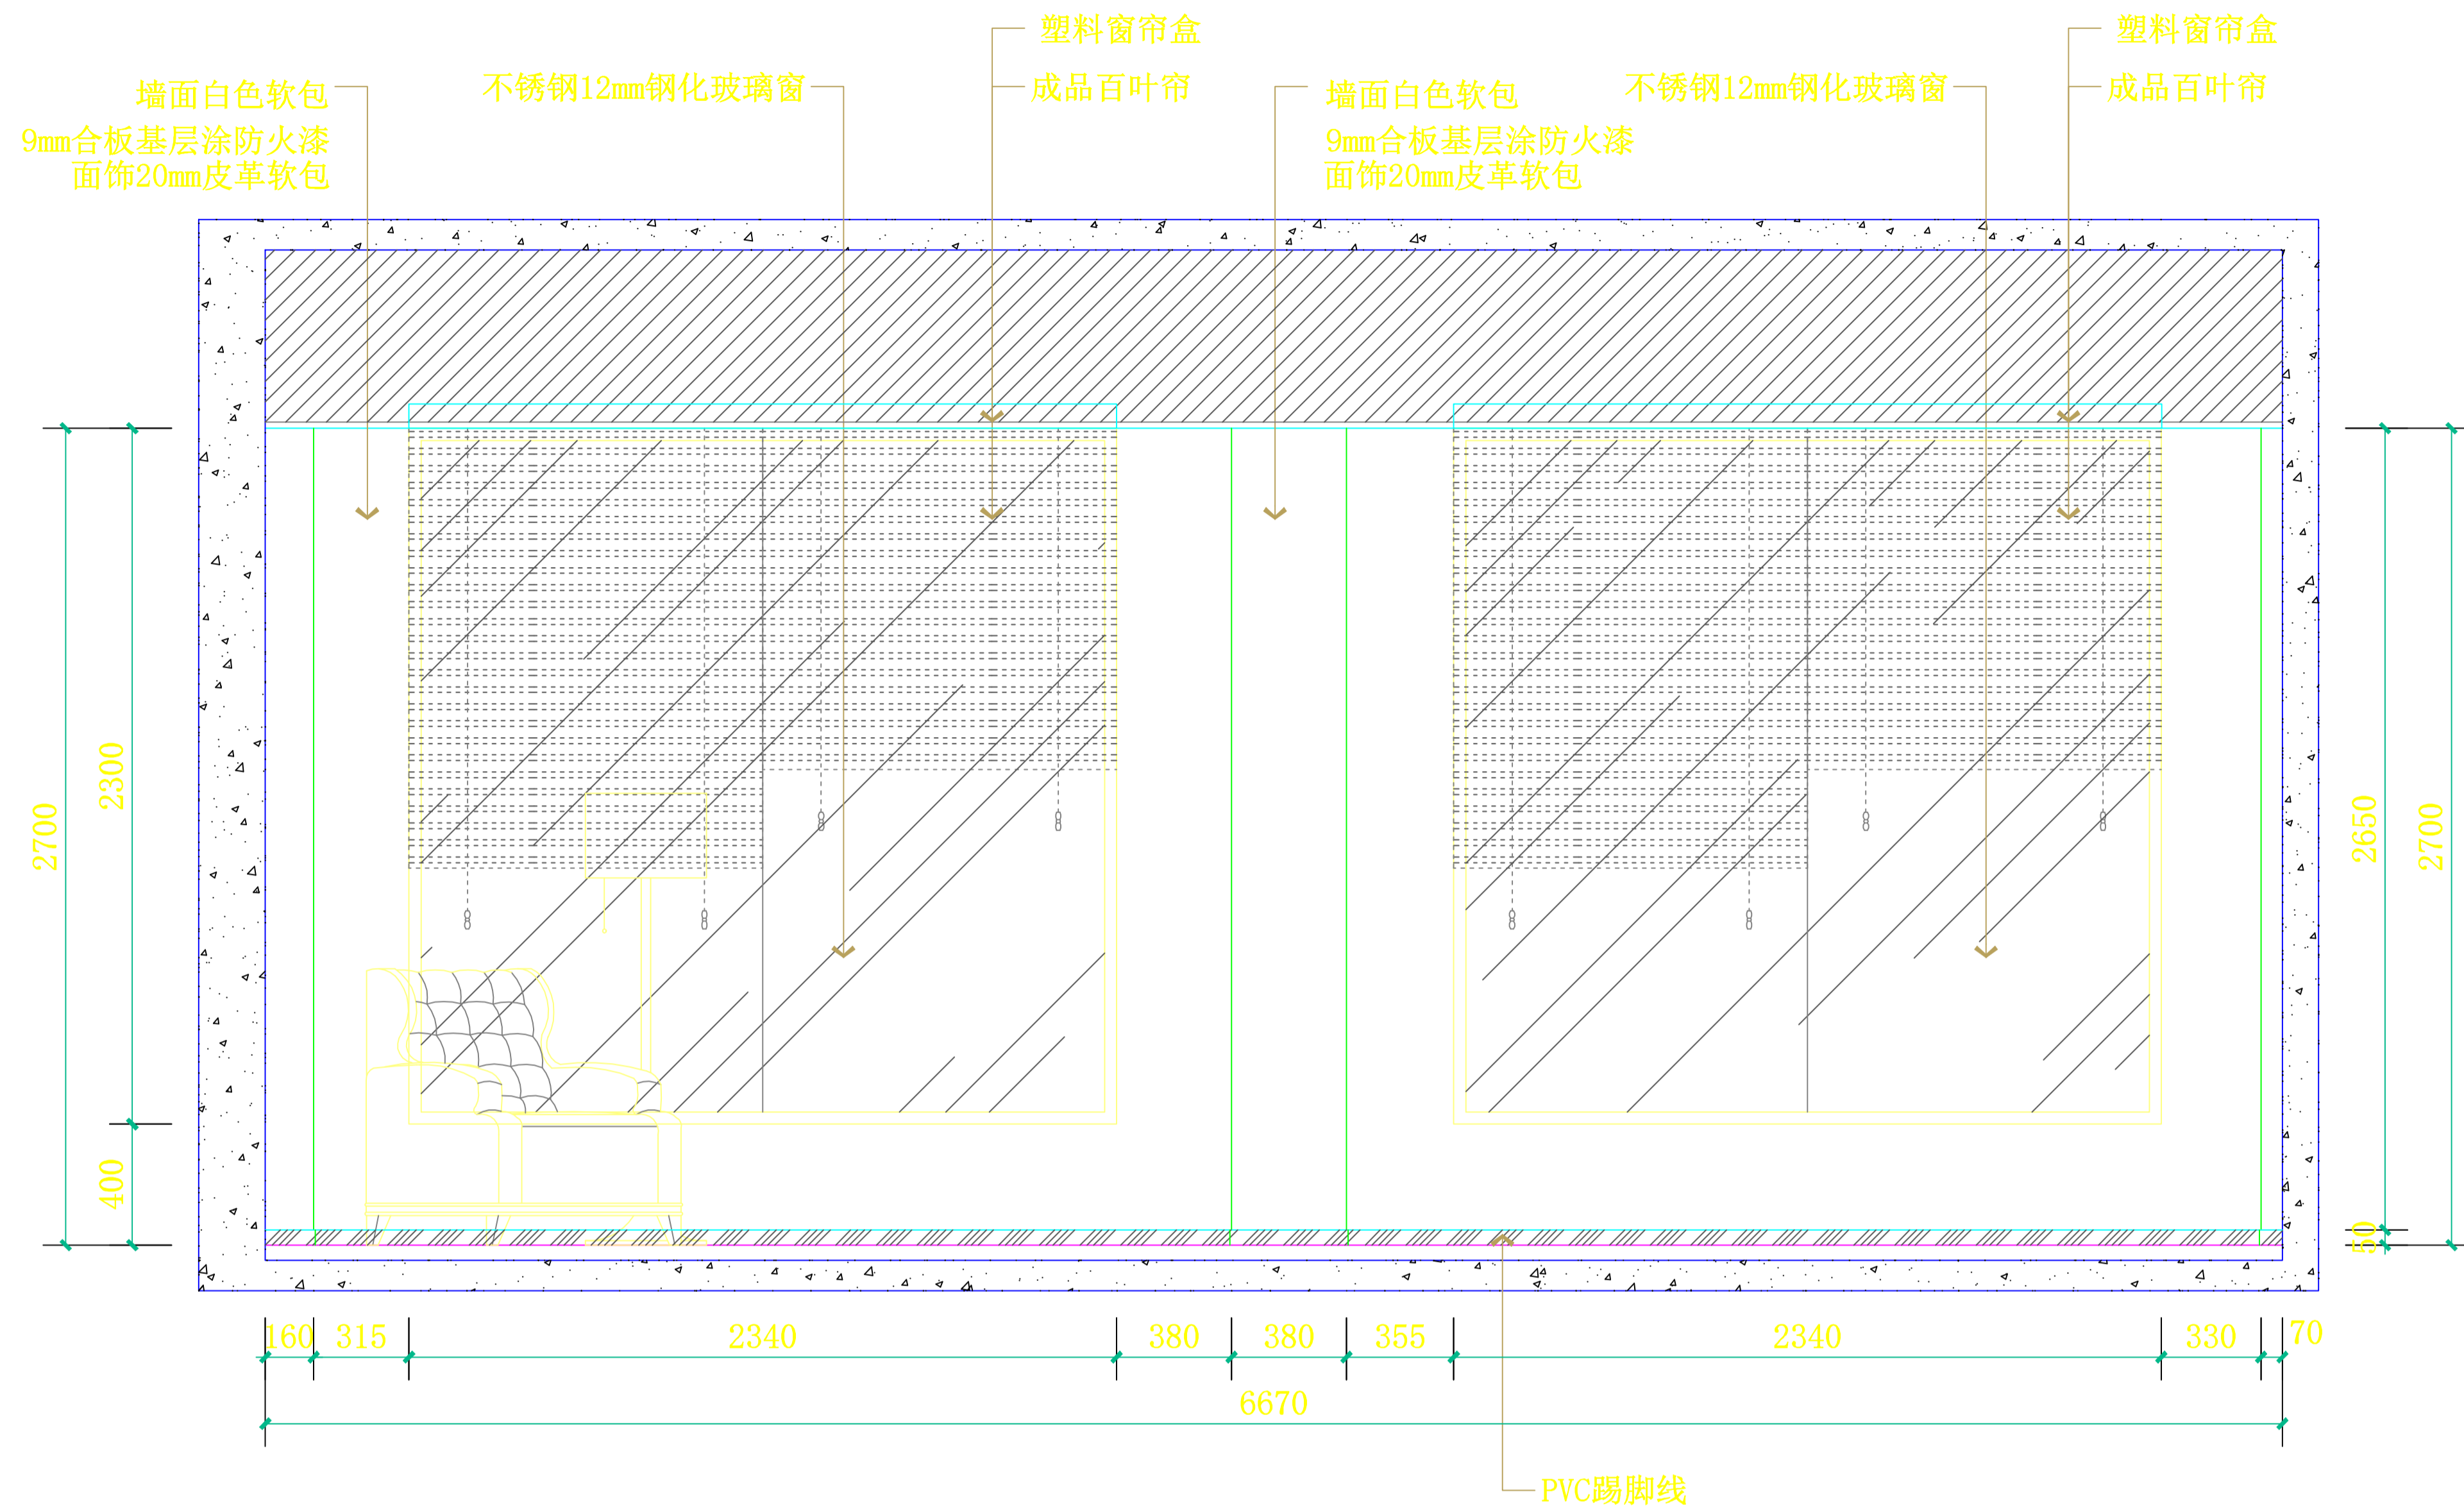 塑料窗帘盒
塑料窗帘盒
墙面白色软包
不锈钢12mm钢化玻璃窗
成品百叶帘
墙面白色软包
不锈钢12mm钢化玻璃窗
成品百叶帘
9mm合板基层涂防火漆
面饰20mm皮革软包
9mm合板基层涂防火漆
面饰20mm皮革软包
2700
2300
400
2650
2700
50
160
315
2340
380
380
355
2340
330
70
6670
PVC踢脚线